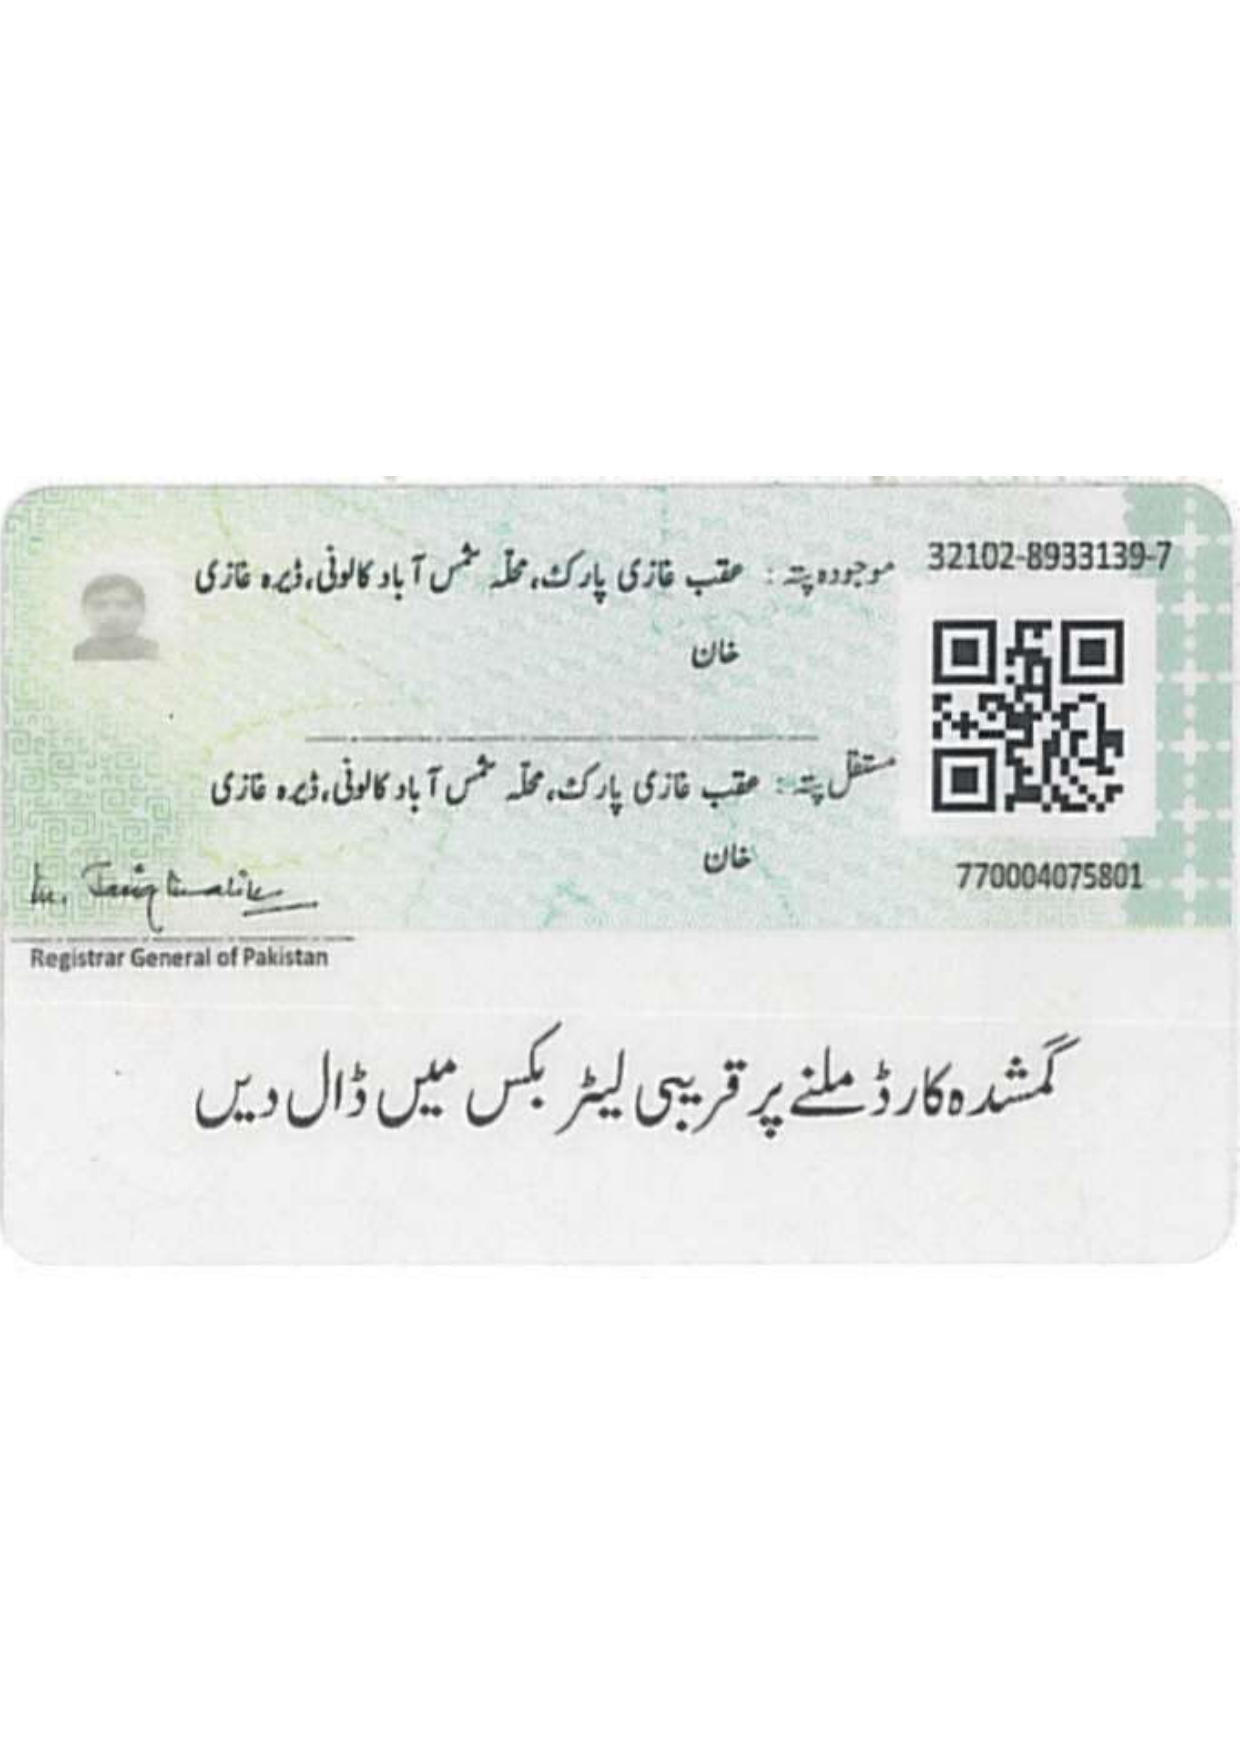 32102-8933139-7
موجودہ پتہ: عقب غازی پارک، محلہ شمس آباد کالونی، ڈیرہ غازی
خان
مستقل پتہ: عقب غازی پارک، محلہ شمس آباد کالونی، ڈیرہ غازی
خان
770004075801
Registrar General of Pakistan
گمشدہ کارڈ ملنے پر قریبی لیٹر بکس میں ڈال دیں